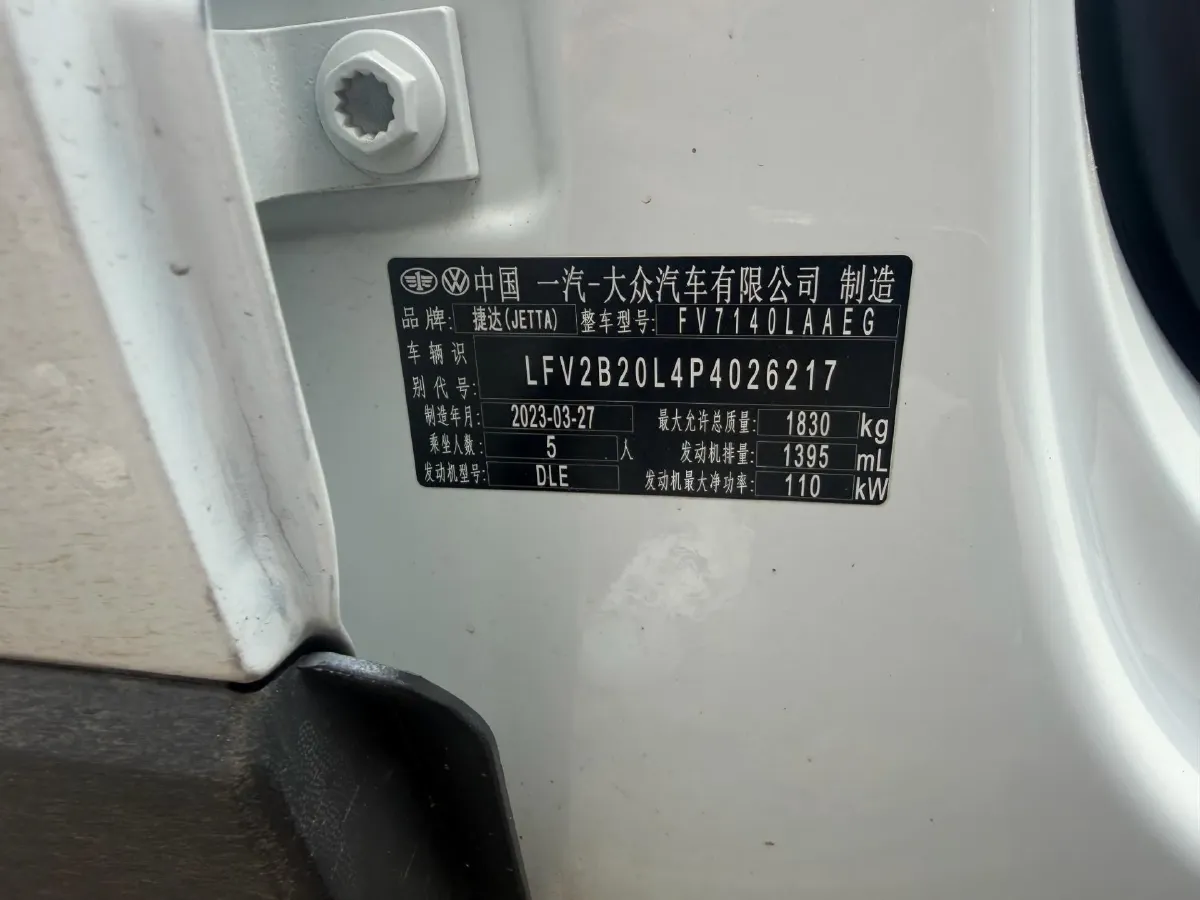 中国 一汽-大众汽车有限公司 制造
品牌: 捷达(JETTA) 整车型号: FV7140LAAEG
车辆识别代号: LFV2B20L4P4026217
制造年月: 2023-03-27 最大允许总质量: 1830 kg
乘坐人数: 5 人 发动机排量: 1395 mL
发动机型号: DLE 发动机最大净功率: 110 kW